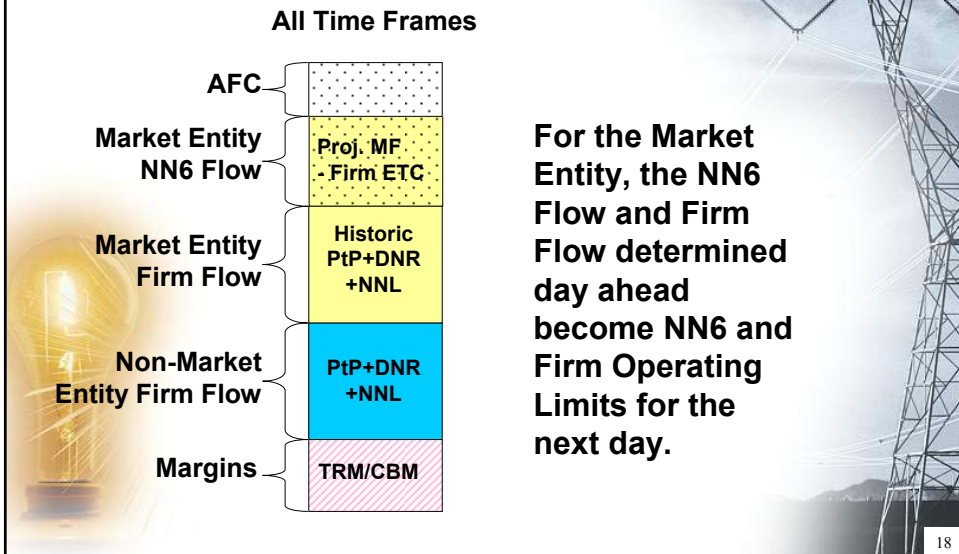 All Time Frames
AFC
Market Entity
NN6 Flow
Proj. MF
- Firm ETC
Market Entity
Firm Flow
Historic
PtP+DNR
+NNL
Non-Market
Entity Firm Flow
PtP+DNR
+NNL
Margins
TRM/CBM
For the Market
Entity, the NN6
Flow and Firm
Flow determined
day ahead
become NN6 and
Firm Operating
Limits for the
next day.
18